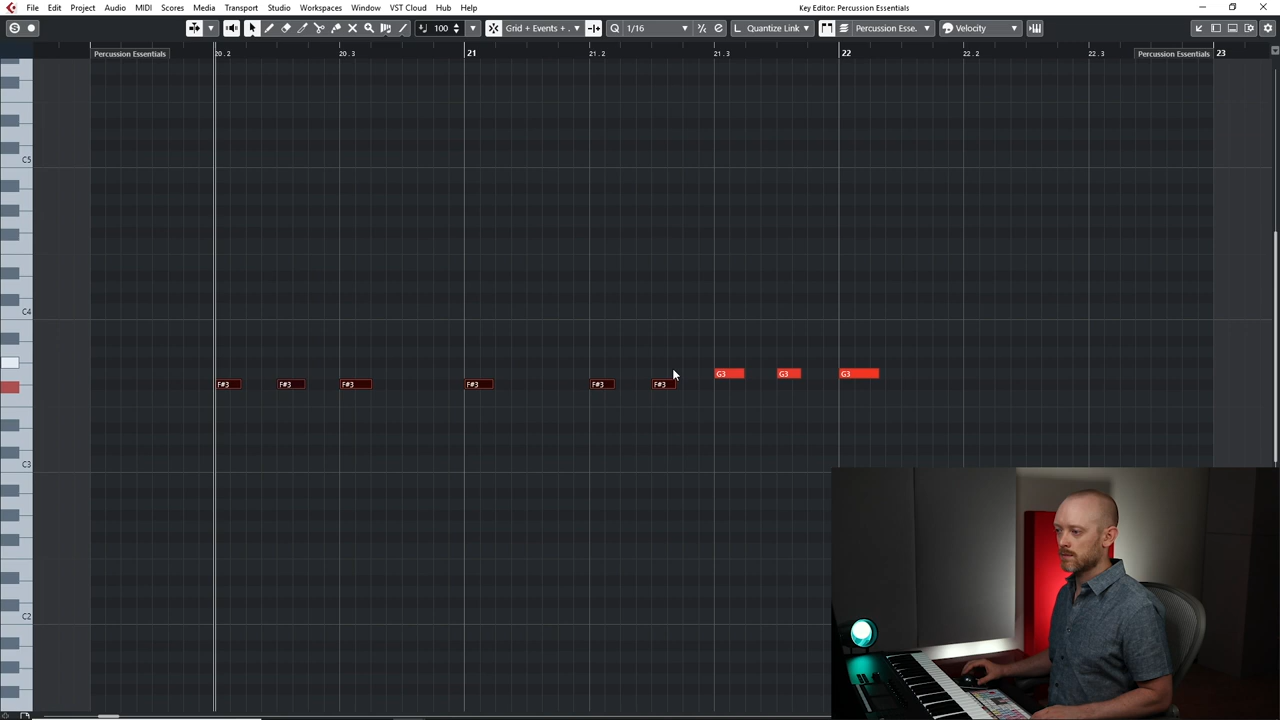 Key Editor: Percussion Essentials
File Edit Project Audio MIDI Scores Media Transport Studio Workspaces Window VST Cloud Hub Help
100 Grid + Events + . Q 1/16 Quantize Link Percussion Esse. Velocity
Percussion Essentials 20.2 20.3 21 21.2 21.3 22 22.2 22.3 Percussion Essentials 23
C5
C4
G3 G3 G3
F#3 F#3 F#3 F#3 F#3 F#3
C3
C2